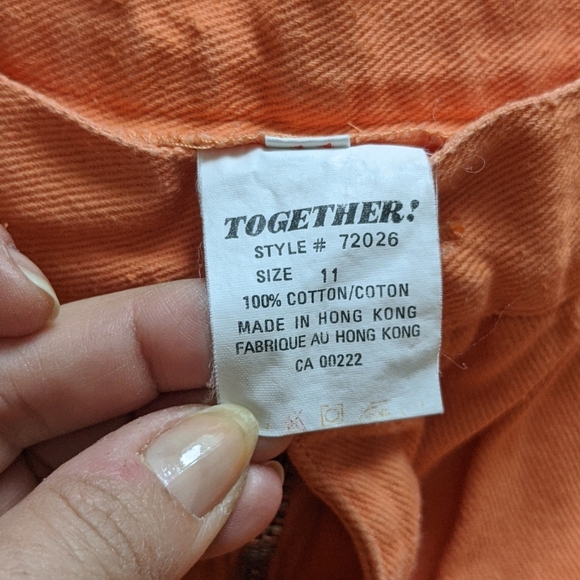 TOGETHER!
STYLE # 72026
SIZE 11
100% COTTON/COTON
MADE IN HONG KONG
FABRIQUE AU HONG KONG
CA 00222